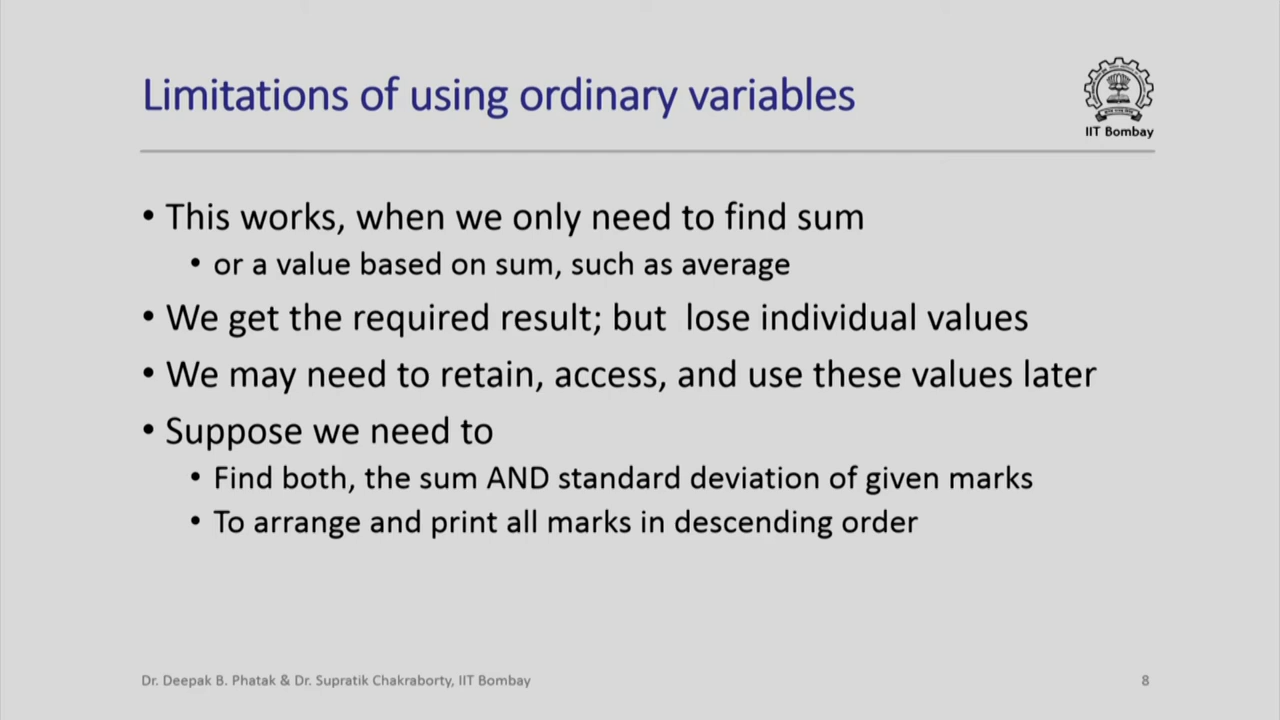 Limitations of using ordinary variables
IIT Bombay
• This works, when we only need to find sum
• or a value based on sum, such as average
• We get the required result; but lose individual values
• We may need to retain, access, and use these values later
• Suppose we need to
• Find both, the sum AND standard deviation of given marks
• To arrange and print all marks in descending order
Dr. Deepak B. Phatak & Dr. Supratik Chakraborty, IIT Bombay
8